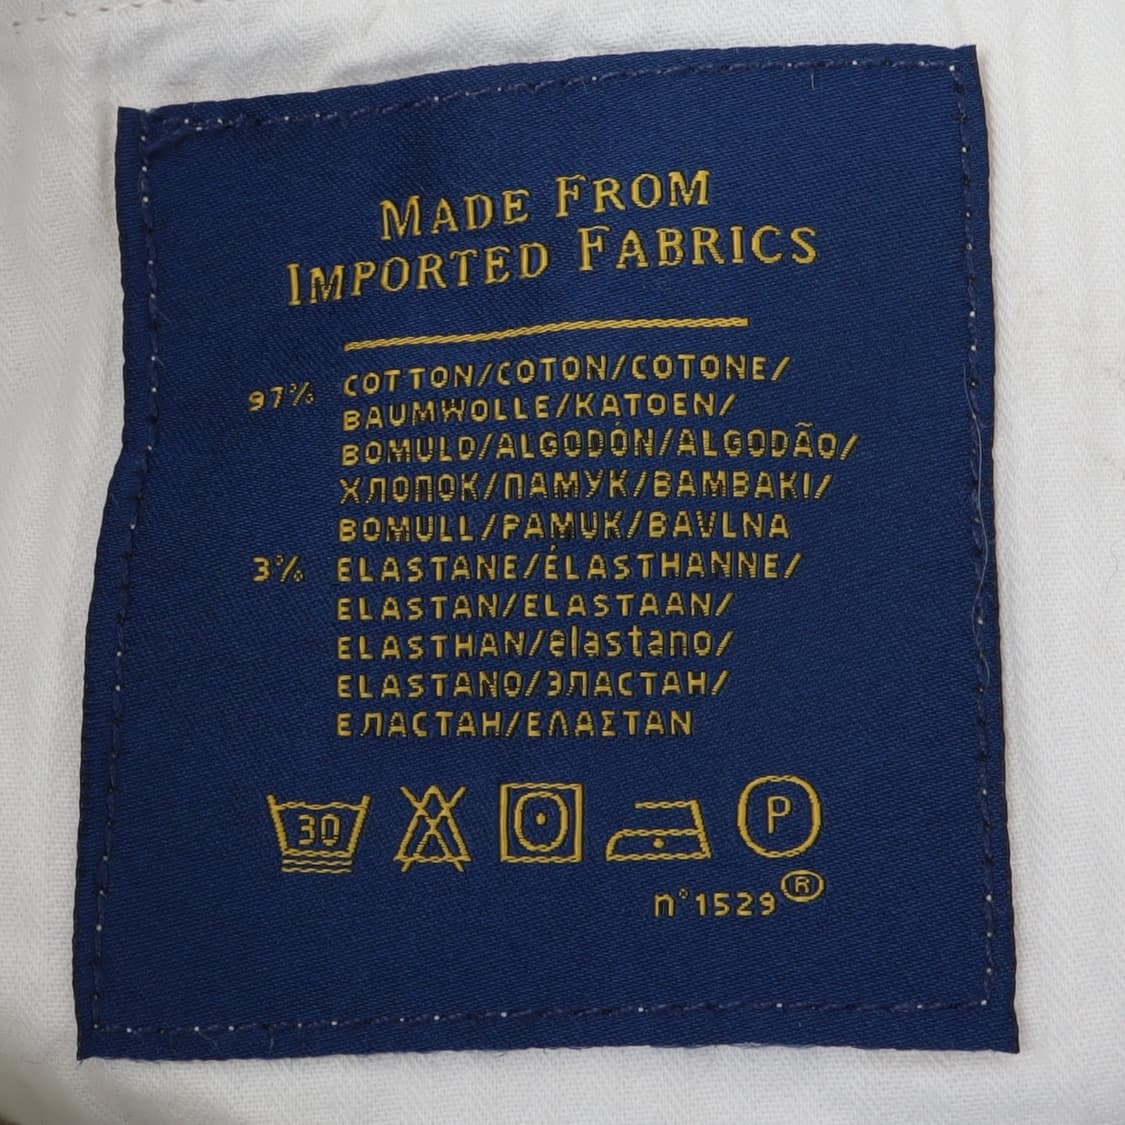 MADE FROM
IMPORTED FABRICS
97% COTTON/COTON/COTONE/
BAUMWOLLE/KATOEN/
BOMULD/ALGODÓN/ALGODÃO/
ХЛОПОК/ПАМУК/ΒΑΜΒΑΚΙ/
BOMULL/PAMUK/BAVLNA
3% ELASTANE/ÉLASTHANNE/
ELASTAN/ELASTAAN/
ELASTHAN/elastano/
ELASTANO/ЭЛАСТАН/
ЕЛАСТАН/ΕΛΑΣΤΑΝ
30 P
n°1529®